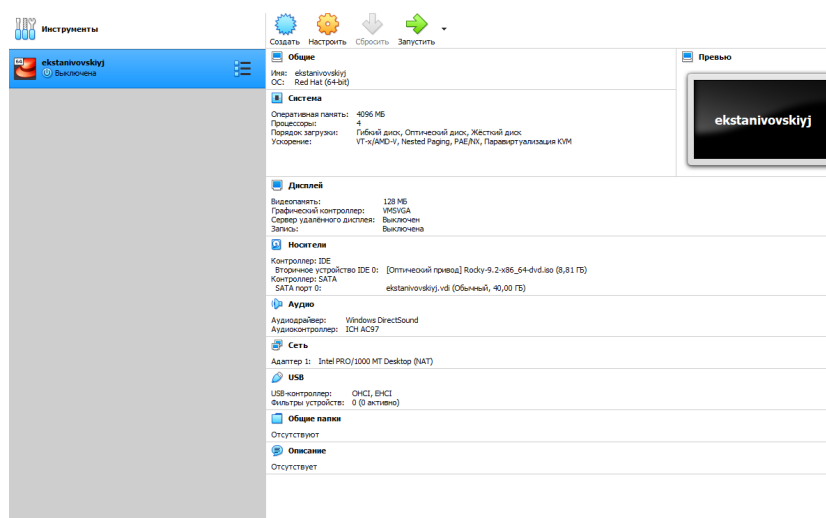 Инструменты
Создать Настроить Сбросить Запустить
64
ekstanivovskiyj
Выключена
Общие
Имя: ekstanivovskiyj
ОС: Red Hat (64-bit)
Превью
ekstanivovskiyj
Система
Оперативная память: 4096 МБ
Процессоры: 4
Порядок загрузки: Гибкий диск, Оптический диск, Жёсткий диск
Ускорение: VT-x/AMD-V, Nested Paging, PAE/NX, Паравиртуализация KVM
Дисплей
Видеопамять: 128 МБ
Графический контроллер: VMSVGA
Сервер удалённого дисплея: Выключен
Запись: Выключена
Носители
Контроллер: IDE
Вторичное устройство IDE 0: [Оптический привод] Rocky-9.2-x86_64-dvd.iso (8,81 ГБ)
Контроллер: SATA
SATA порт 0: ekstanivovskiyj.vdi (Обычный, 40,00 ГБ)
Аудио
Аудиодрайвер: Windows DirectSound
Аудиоконтроллер: ICH AC97
Сеть
Адаптер 1: Intel PRO/1000 MT Desktop (NAT)
USB
USB-контроллер: OHCI, EHCI
Фильтры устройств: 0 (0 активно)
Общие папки
Отсутствуют
Описание
Отсутствует